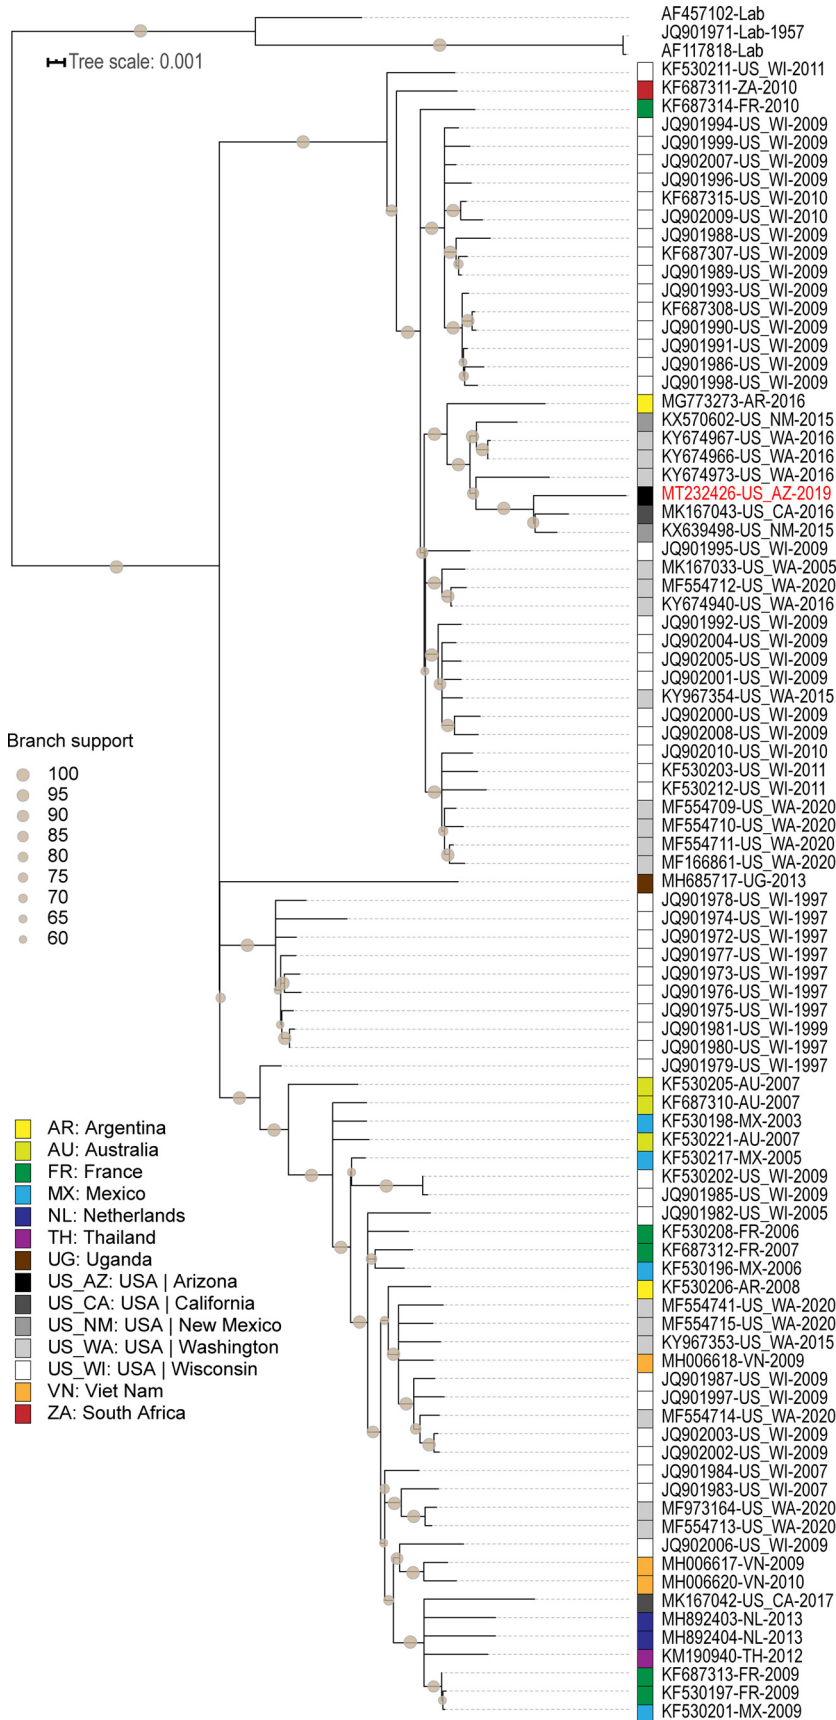 AF457102-Lab
JQ901971-Lab-1957
AF117818-Lab
Tree scale: 0.001
KF530211-US_WI-2011
KF687311-ZA-2010
KF687314-FR-2010
JQ901994-US_WI-2009
JQ901999-US_WI-2009
JQ902007-US_WI-2009
JQ901996-US_WI-2009
KF687315-US_WI-2010
JQ902009-US_WI-2010
JQ901988-US_WI-2009
KF687307-US_WI-2009
JQ901989-US_WI-2009
JQ901993-US_WI-2009
KF687308-US_WI-2009
JQ901990-US_WI-2009
JQ901991-US_WI-2009
JQ901986-US_WI-2009
JQ901998-US_WI-2009
MG773273-AR-2016
KX570602-US_NM-2015
KY674967-US_WA-2016
KY674966-US_WA-2016
KY674973-US_WA-2016
MT232426-US_AZ-2019
MK167043-US_CA-2016
KX639498-US_NM-2015
JQ901995-US_WI-2009
MK167033-US_WA-2005
MF554712-US_WA-2020
KY674940-US_WA-2016
JQ901992-US_WI-2009
JQ902004-US_WI-2009
JQ902005-US_WI-2009
JQ902001-US_WI-2009
KY967354-US_WA-2015
JQ902000-US_WI-2009
JQ902008-US_WI-2009
JQ902010-US_WI-2010
KF530203-US_WI-2011
KF530212-US_WI-2011
MF554709-US_WA-2020
MF554710-US_WA-2020
MF554711-US_WA-2020
MF166861-US_WA-2020
MH685717-UG-2013
JQ901978-US_WI-1997
JQ901974-US_WI-1997
JQ901972-US_WI-1997
JQ901977-US_WI-1997
JQ901973-US_WI-1997
JQ901976-US_WI-1997
JQ901975-US_WI-1997
JQ901981-US_WI-1999
JQ901980-US_WI-1997
JQ901979-US_WI-1997
KF530205-AU-2007
KF687310-AU-2007
KF530198-MX-2003
KF530221-AU-2007
KF530217-MX-2005
KF530202-US_WI-2009
JQ901985-US_WI-2009
JQ901982-US_WI-2005
KF530208-FR-2006
KF687312-FR-2007
KF530196-MX-2006
KF530206-AR-2008
MF554741-US_WA-2020
MF554715-US_WA-2020
KY967353-US_WA-2015
MH006618-VN-2009
JQ901987-US_WI-2009
JQ901997-US_WI-2009
MF554714-US_WA-2020
JQ902003-US_WI-2009
JQ902002-US_WI-2009
JQ901984-US_WI-2007
JQ901983-US_WI-2007
MF973164-US_WA-2020
MF554713-US_WA-2020
JQ902006-US_WI-2009
MH006617-VN-2009
MH006620-VN-2010
MK167042-US_CA-2017
MH892403-NL-2013
MH892404-NL-2013
KM190940-TH-2012
KF687313-FR-2009
KF530197-FR-2009
KF530201-MX-2009
Branch support
100
95
90
85
80
75
70
65
60
AR: Argentina
AU: Australia
FR: France
MX: Mexico
NL: Netherlands
TH: Thailand
UG: Uganda
US_AZ: USA | Arizona
US_CA: USA | California
US_NM: USA | New Mexico
US_WA: USA | Washington
US_WI: USA | Wisconsin
VN: Viet Nam
ZA: South Africa